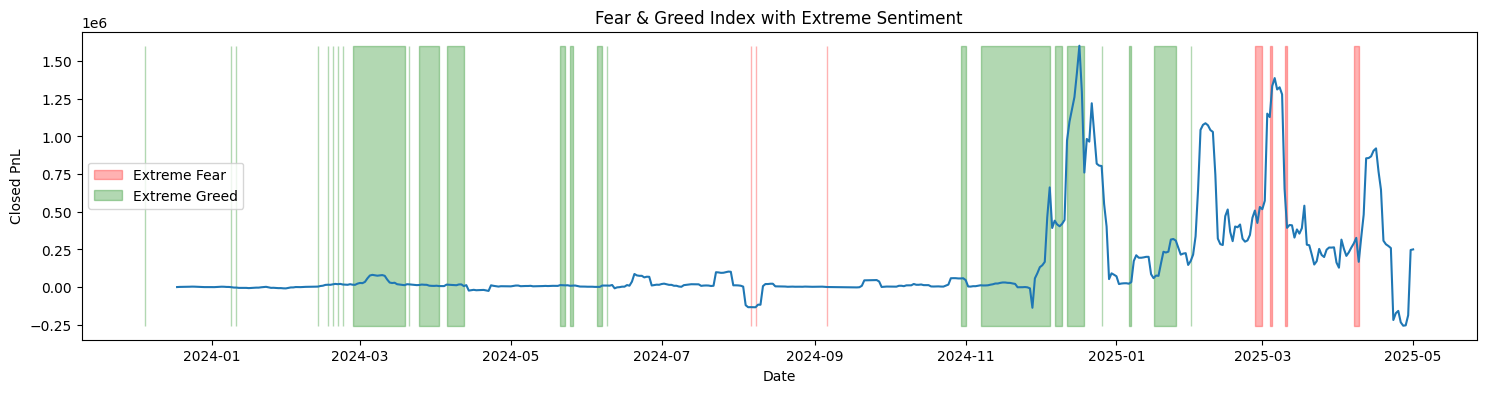 Fear & Greed Index with Extreme Sentiment
1e6
1.50
1.25
1.00
0.75
0.50
0.25
0.00
−0.25
Closed PnL
Extreme Fear
Extreme Greed
2024-01 2024-03 2024-05 2024-07 2024-09 2024-11 2025-01 2025-03 2025-05
Date